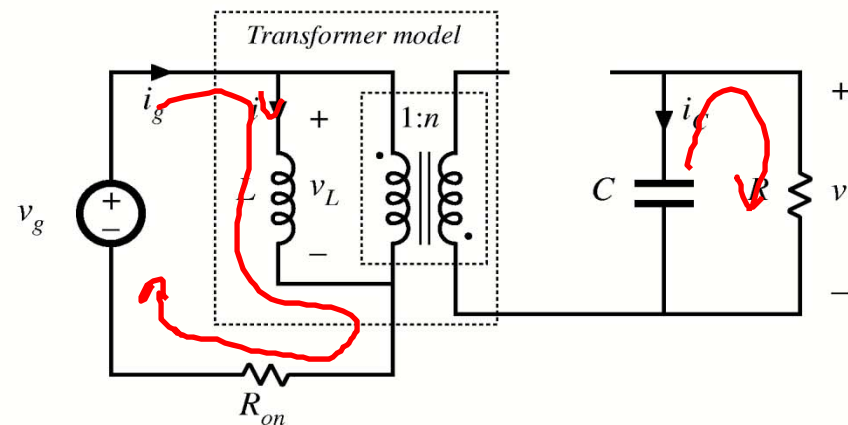 Transformer model
i_g
i
+
1:n
i_C
+
+
−
v_g
L
v_L
C
R
v
−
−
R_on